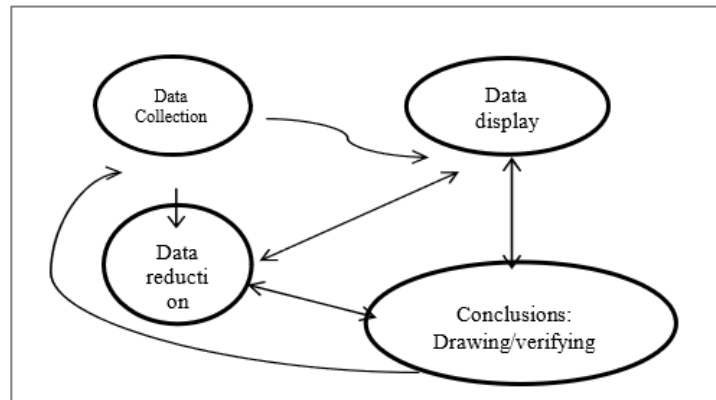 Data
Collection
Data
display
Data
reducti
on
Conclusions:
Drawing/verifying